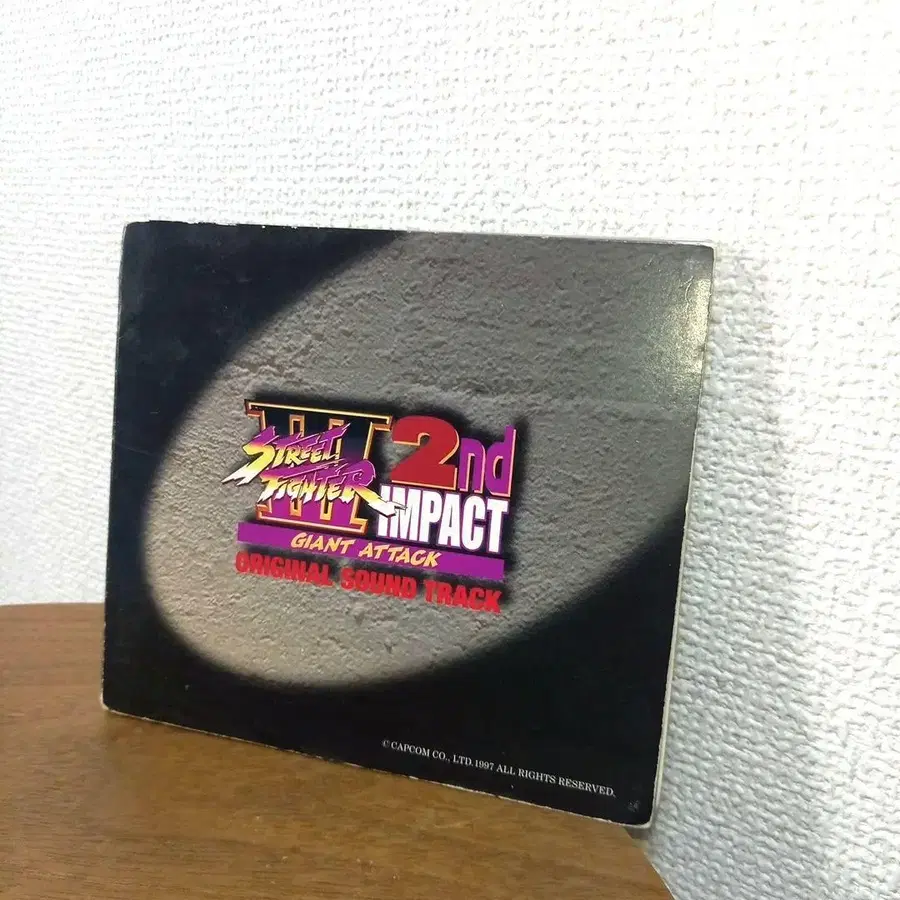 III
STREET
FIGHTER
2nd
IMPACT
GIANT ATTACK
ORIGINAL SOUND TRACK
© CAPCOM CO., LTD. 1997 ALL RIGHTS RESERVED.